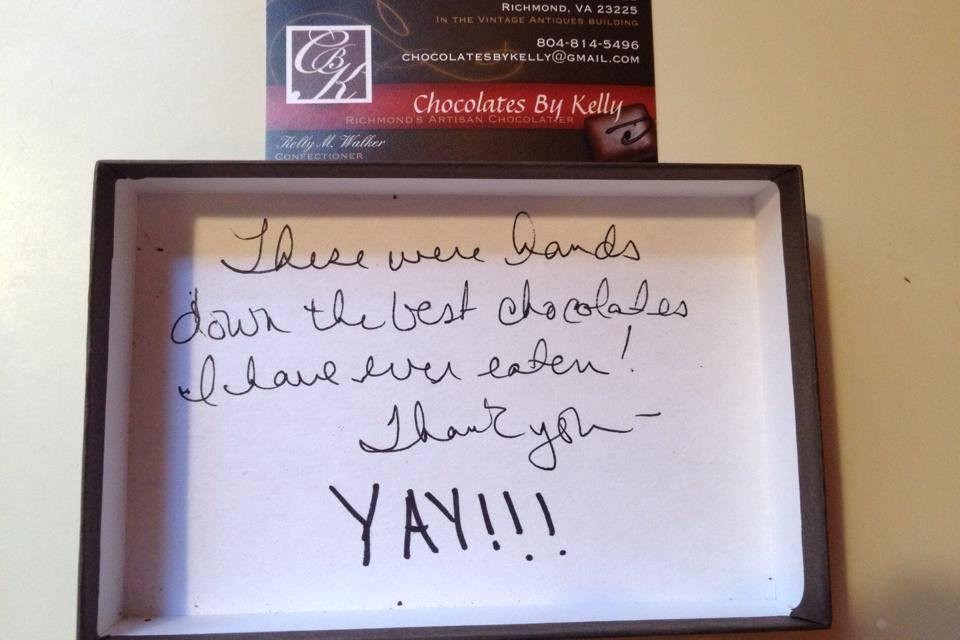 RICHMOND, VA 23225
IN THE VINTAGE ANTIQUES BUILDING
804-814-5496
CHOCOLATESBYKELLY@GMAIL.COM
CBK
Chocolates By Kelly
RICHMOND'S ARTISAN CHOCOLATIER
Kelly M. Walker
CONFECTIONER
These were hands
down the best chocolates
I have ever eaten!
Thank you —
YAY!!!